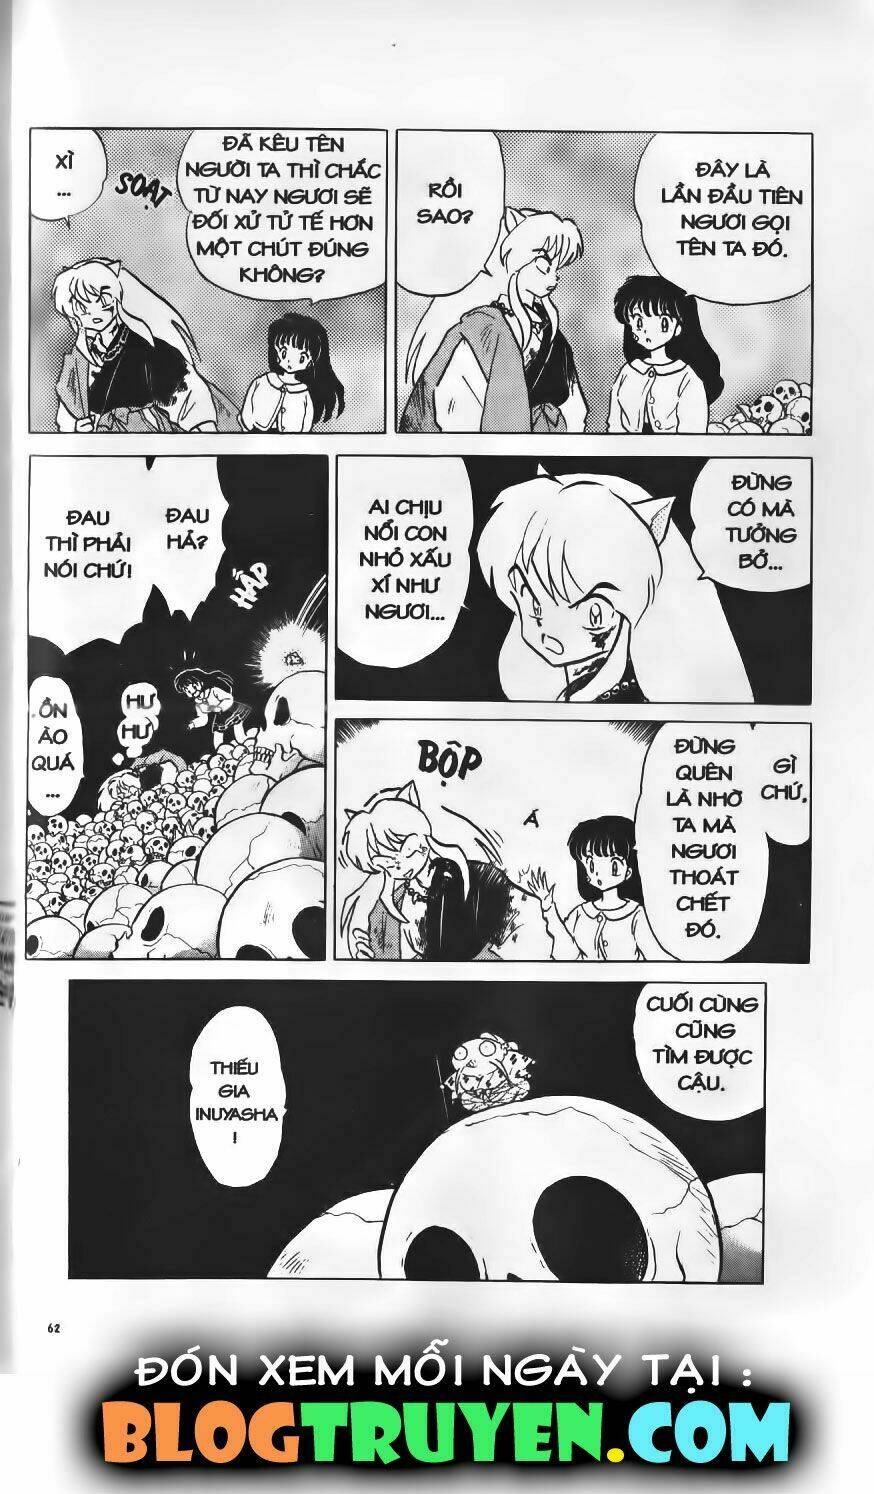 ĐÂY LÀ
LẦN ĐẦU TIÊN
NGƯƠI GỌI
TÊN TA ĐÓ.
RỒI
SAO?
ĐÃ KÊU TÊN
NGƯỜI TA THÌ CHẮC
TỪ NAY NGƯƠI SẼ
ĐỐI XỬ TỬ TẾ HƠN
MỘT CHÚT ĐÚNG
KHÔNG?
SOẠT
XÌ
...
ĐỪNG
CÓ MÀ
TƯỞNG
BỞ...
AI CHỊU
NỔI CON
NHỎ XẤU
XÍ NHƯ
NGƯƠI...
GÌ
CHỨ,
ĐỪNG
QUÊN
LÀ NHỜ
TA MÀ
NGƯƠI
THOÁT
CHẾT
ĐÓ.
Á
BỘP
ĐAU
HẢ?
ĐAU
THÌ PHẢI
NÓI CHỨ!
HẤP
HƯ
HƯ
ỒN
ÀO
QUÁ
...
CUỐI CÙNG
CŨNG
TÌM ĐƯỢC
CẬU.
THIẾU
GIA
INUYASHA
!
62
ĐÓN XEM MỖI NGÀY TẠI :
BLOGTRUYEN.COM